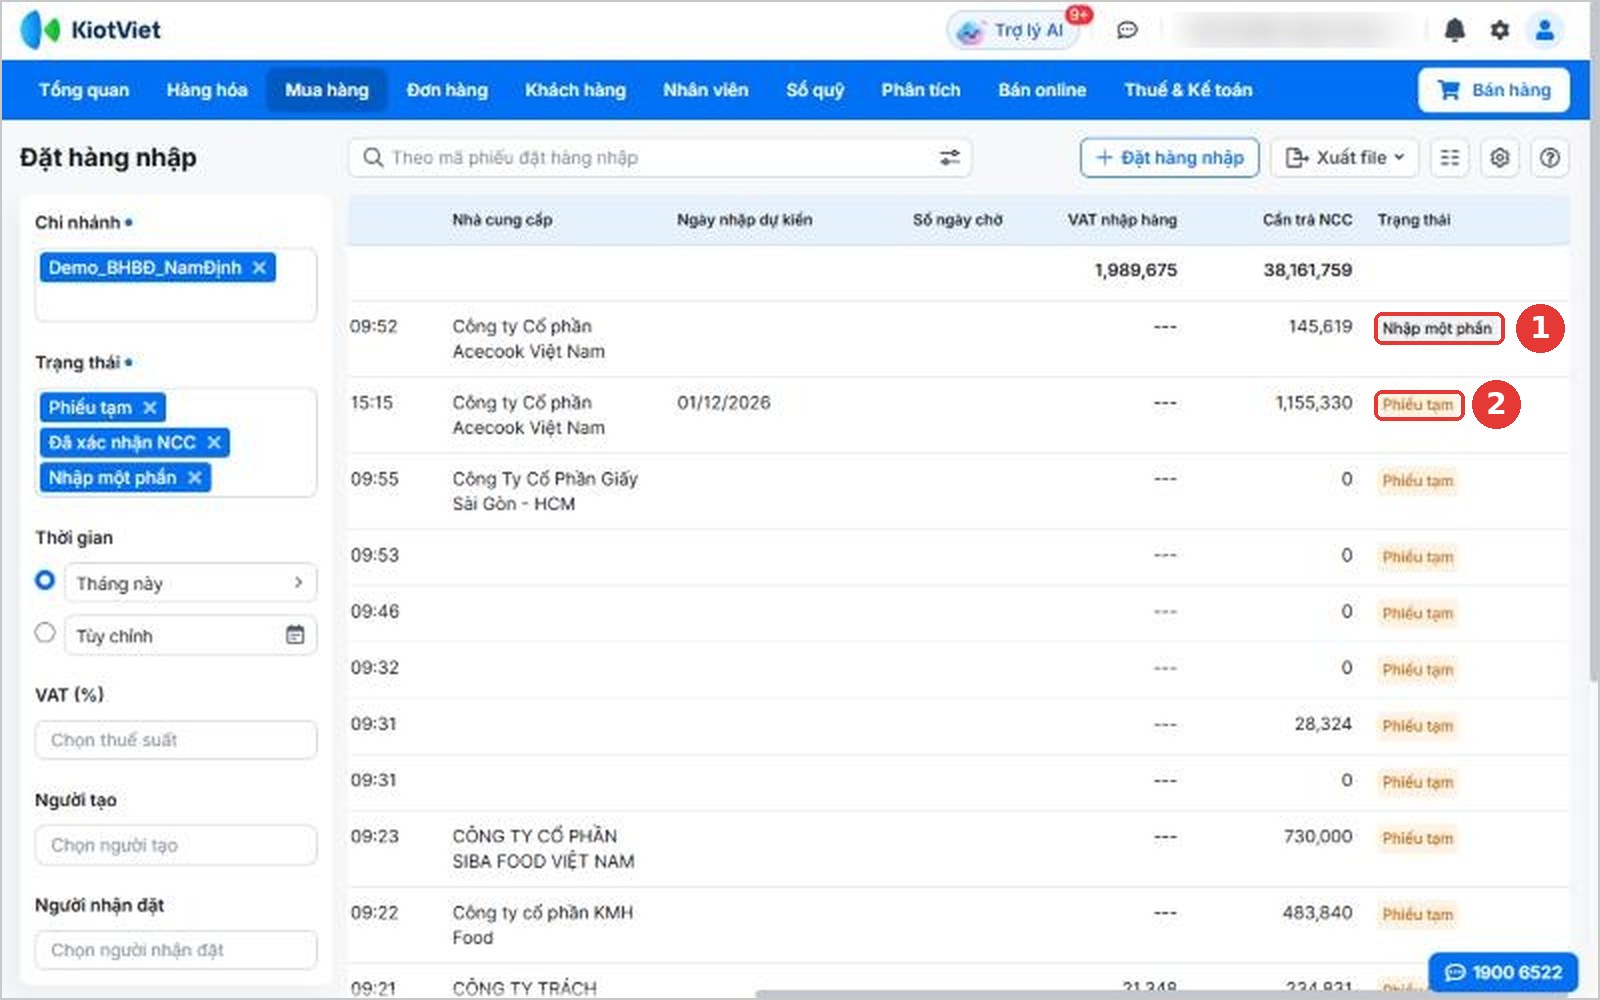 KiotViet
Trợ lý AI
9+
Tổng quan Hàng hóa Mua hàng Đơn hàng Khách hàng Nhân viên Sổ quỹ Phân tích Bán online Thuế & Kế toán Bán hàng
Đặt hàng nhập
Theo mã phiếu đặt hàng nhập
+ Đặt hàng nhập
Xuất file
Chi nhánh
Demo_BHBĐ_NamĐịnh
Trạng thái
Phiếu tạm
Đã xác nhận NCC
Nhập một phần
Thời gian
Tháng này
Tùy chỉnh
VAT (%)
Chọn thuế suất
Người tạo
Chọn người tạo
Người nhận đặt
Chọn người nhận đặt
Nhà cung cấp Ngày nhập dự kiến Số ngày chờ VAT nhập hàng Cần trả NCC Trạng thái
1,989,675 38,161,759
09:52 Công ty Cổ phần --- 145,619 Nhập một phần 1
Acecook Việt Nam
15:15 Công ty Cổ phần 01/12/2026 --- 1,155,330 Phiếu tạm 2
Acecook Việt Nam
09:55 Công Ty Cổ Phần Giấy --- 0 Phiếu tạm
Sài Gòn - HCM
09:53 --- 0 Phiếu tạm
09:46 --- 0 Phiếu tạm
09:32 --- 0 Phiếu tạm
09:31 --- 28,324 Phiếu tạm
09:31 --- 0 Phiếu tạm
09:23 CÔNG TY CỔ PHẦN --- 730,000 Phiếu tạm
SIBA FOOD VIỆT NAM
09:22 Công ty cổ phần KMH --- 483,840 Phiếu tạm
Food
09:21 CÔNG TY TRÁCH 21,348 234,831
1900 6522